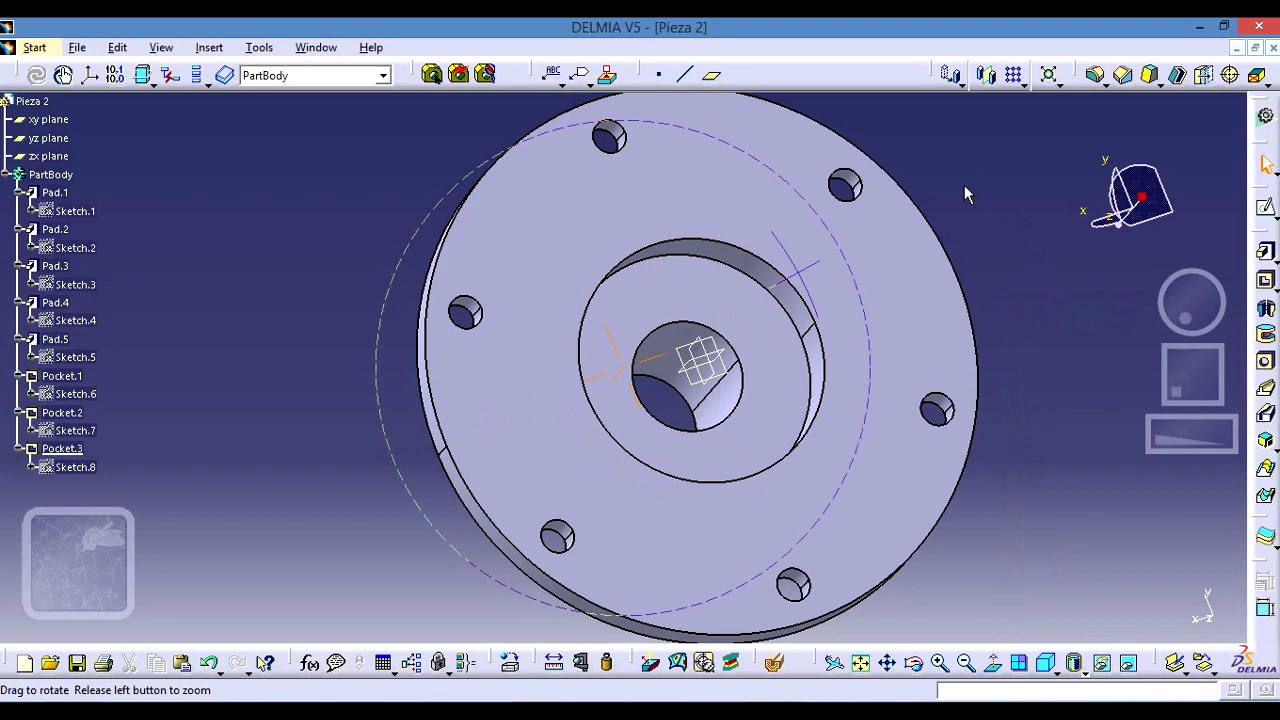 DELMIA V5 - [Pieza 2]
Start File Edit View Insert Tools Window Help
PartBody
Pieza 2
xy plane
yz plane
zx plane
PartBody
Pad.1
Sketch.1
Pad.2
Sketch.2
Pad.3
Sketch.3
Pad.4
Sketch.4
Pad.5
Sketch.5
Pocket.1
Sketch.6
Pocket.2
Sketch.7
Pocket.3
Sketch.8
y
x
z
y
x z
DELMIA
Drag to rotate Release left button to zoom